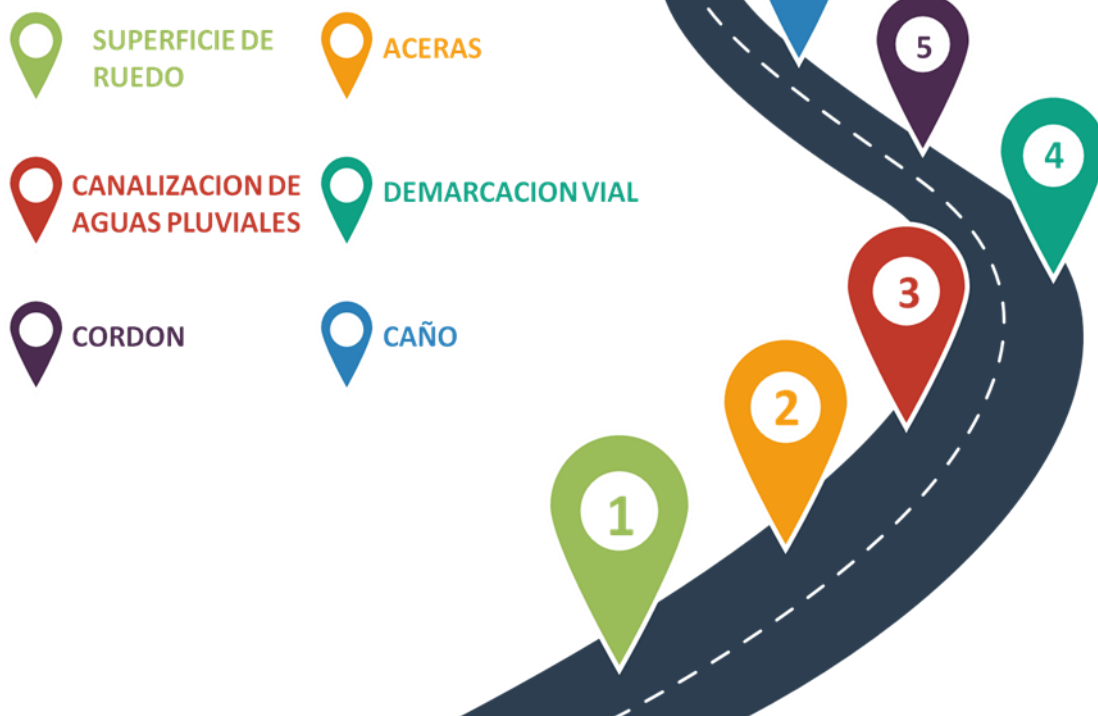 SUPERFICIE DE
RUEDO
ACERAS
CANALIZACION DE
AGUAS PLUVIALES
DEMARCACION VIAL
CORDON
CAÑO
5
4
3
2
1